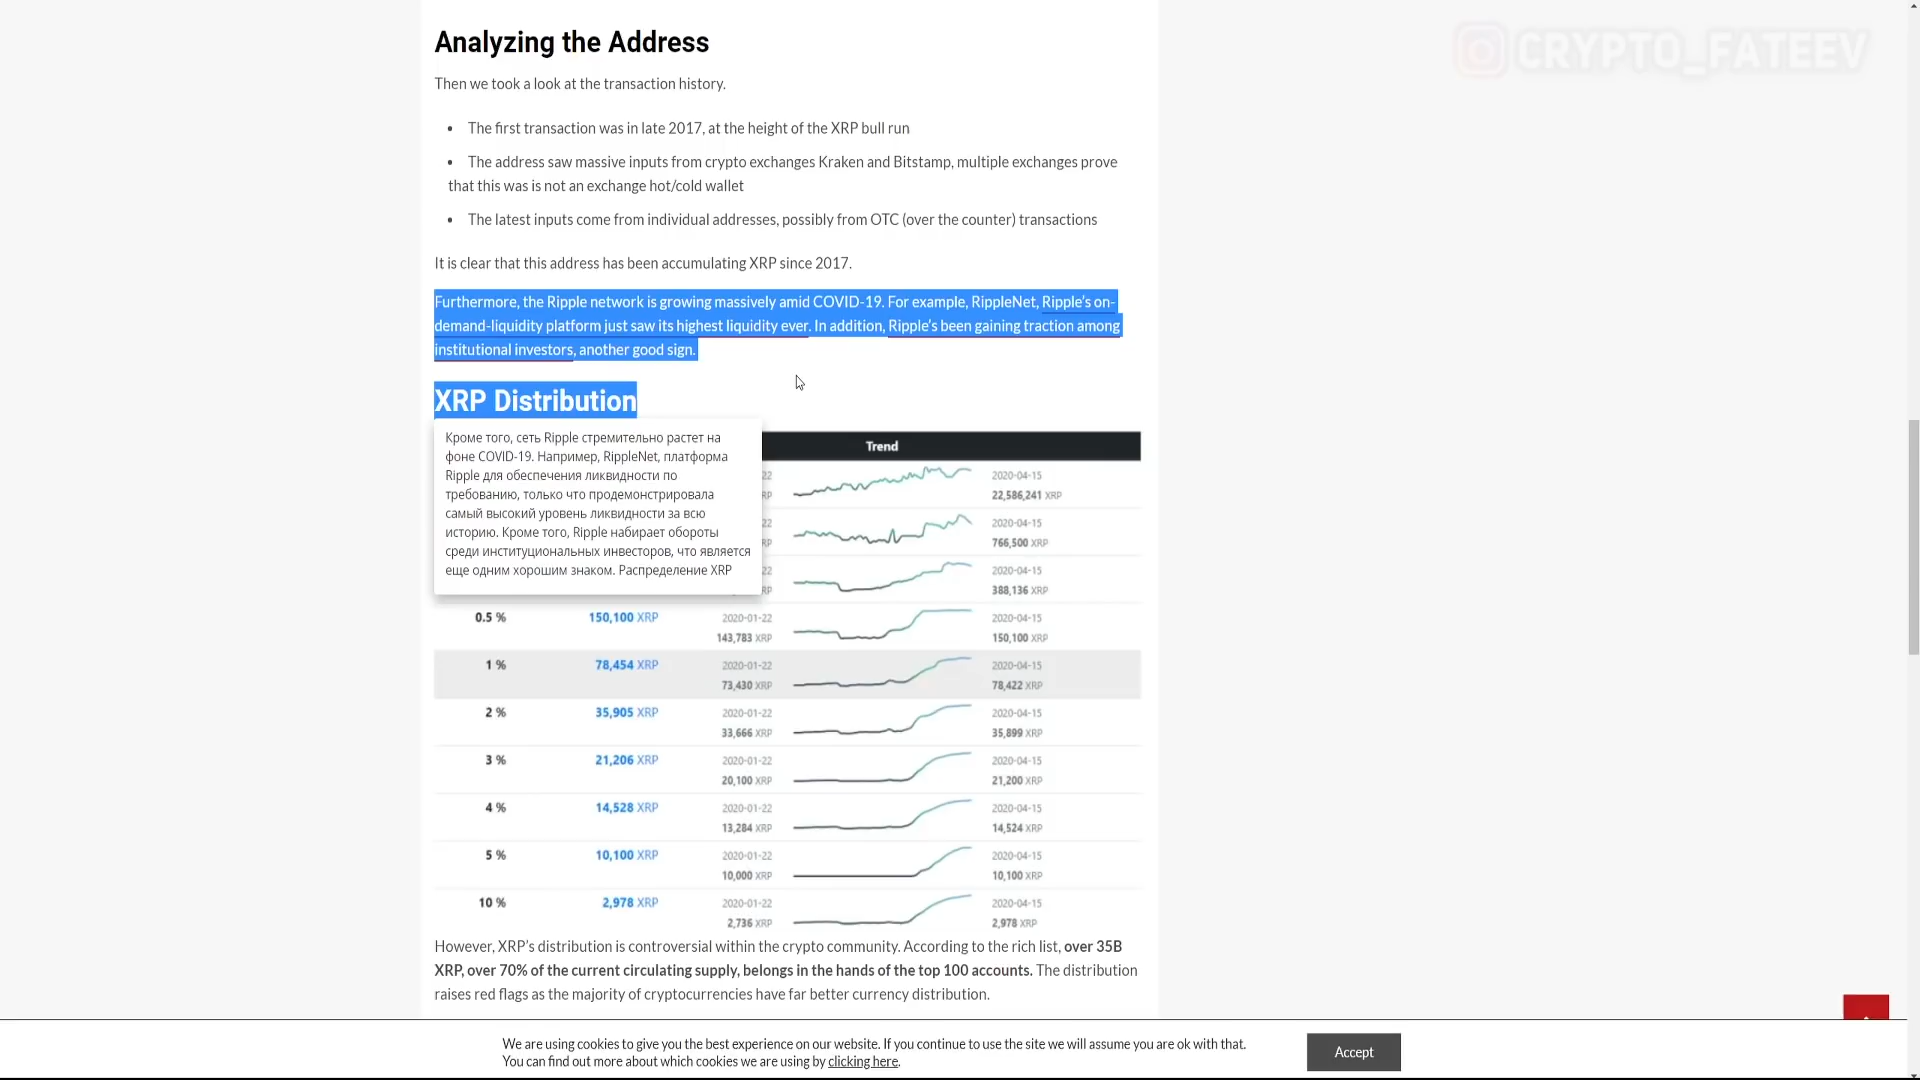 CRYPTO_FATEEV
Analyzing the Address
Then we took a look at the transaction history.
• The first transaction was in late 2017, at the height of the XRP bull run
• The address saw massive inputs from crypto exchanges Kraken and Bitstamp, multiple exchanges prove
that this was is not an exchange hot/cold wallet
• The latest inputs come from individual addresses, possibly from OTC (over the counter) transactions
It is clear that this address has been accumulating XRP since 2017.
Furthermore, the Ripple network is growing massively amid COVID-19. For example, RippleNet, Ripple’s on-
demand-liquidity platform just saw its highest liquidity ever. In addition, Ripple’s been gaining traction among
institutional investors, another good sign.
XRP Distribution
Кроме того, сеть Ripple стремительно растет на
фоне COVID-19. Например, RippleNet, платформа
Ripple для обеспечения ликвидности по
требованию, только что продемонстрировала
самый высокий уровень ликвидности за всю
историю. Кроме того, Ripple набирает обороты
среди институциональных инвесторов, что является
еще одним хорошим знаком. Распределение XRP
Trend
22 2020-04-15
RP 22,586,241 XRP
22 2020-04-15
RP 766,500 XRP
22 2020-04-15
RP 388,136 XRP
0.5 % 150,100 XRP 2020-01-22 2020-04-15
143,783 XRP 150,100 XRP
1 % 78,454 XRP 2020-01-22 2020-04-15
73,430 XRP 78,422 XRP
2 % 35,905 XRP 2020-01-22 2020-04-15
33,666 XRP 35,899 XRP
3 % 21,206 XRP 2020-01-22 2020-04-15
20,100 XRP 21,200 XRP
4 % 14,528 XRP 2020-01-22 2020-04-15
13,284 XRP 14,524 XRP
5 % 10,100 XRP 2020-01-22 2020-04-15
10,000 XRP 10,100 XRP
10 % 2,978 XRP 2020-01-22 2020-04-15
2,736 XRP 2,978 XRP
However, XRP’s distribution is controversial within the crypto community. According to the rich list, over 35B
XRP, over 70% of the current circulating supply, belongs in the hands of the top 100 accounts. The distribution
raises red flags as the majority of cryptocurrencies have far better currency distribution.
We are using cookies to give you the best experience on our website. If you continue to use the site we will assume you are ok with that.
You can find out more about which cookies we are using by clicking here.
Accept